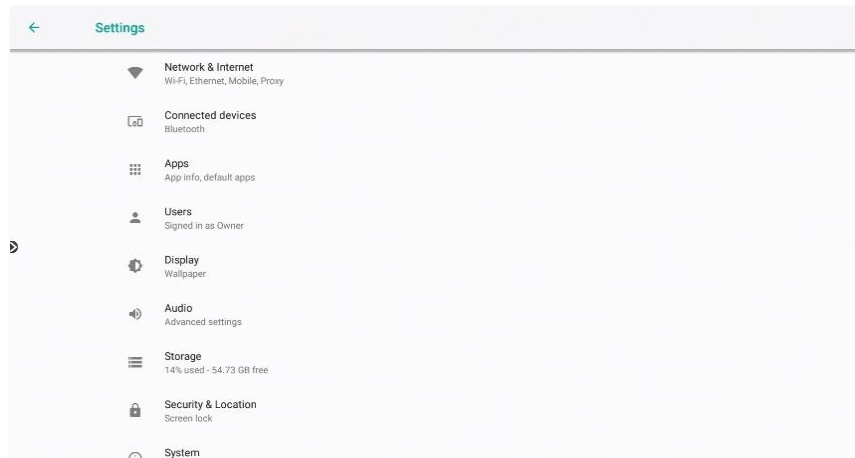 Settings
Network & Internet
Wi-Fi, Ethernet, Mobile, Proxy
Connected devices
Bluetooth
Apps
App info, default apps
Users
Signed in as Owner
Display
Wallpaper
Audio
Advanced settings
Storage
14% used - 54.73 GB free
Security & Location
Screen lock
System